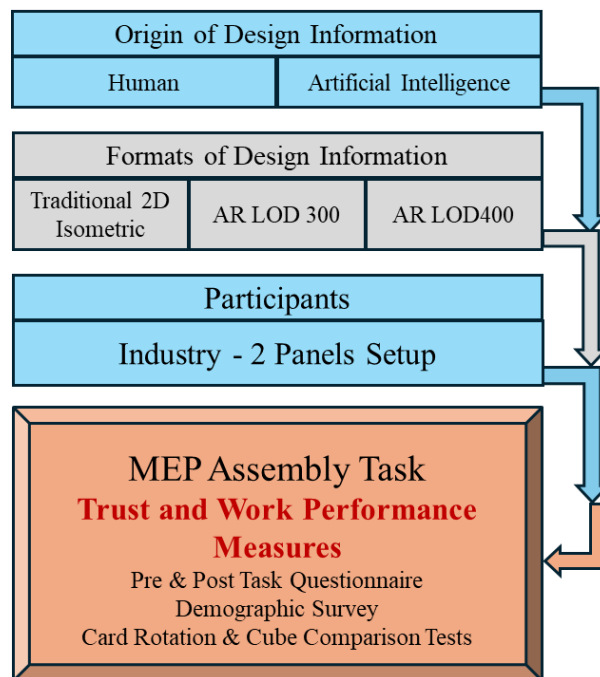 Origin of Design Information
Human
Artificial Intelligence
Formats of Design Information
Traditional 2D
Isometric
AR LOD 300
AR LOD400
Participants
Industry - 2 Panels Setup
MEP Assembly Task
Trust and Work Performance
Measures
Pre & Post Task Questionnaire
Demographic Survey
Card Rotation & Cube Comparison Tests